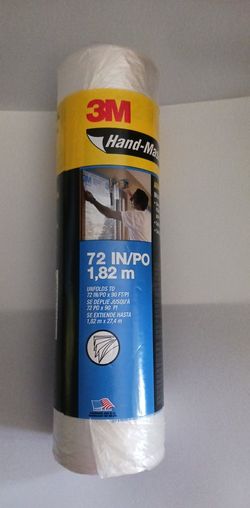 3M
Hand-Mas
72 IN/PO
1,82 m
UNFOLDS TO
72 IN/PO x 90 FT/PI
SE DÉPLIE JUSQU'À
72 PO x 90 PI
SE EXTIENDE HASTA
1,82 m x 27,4 m